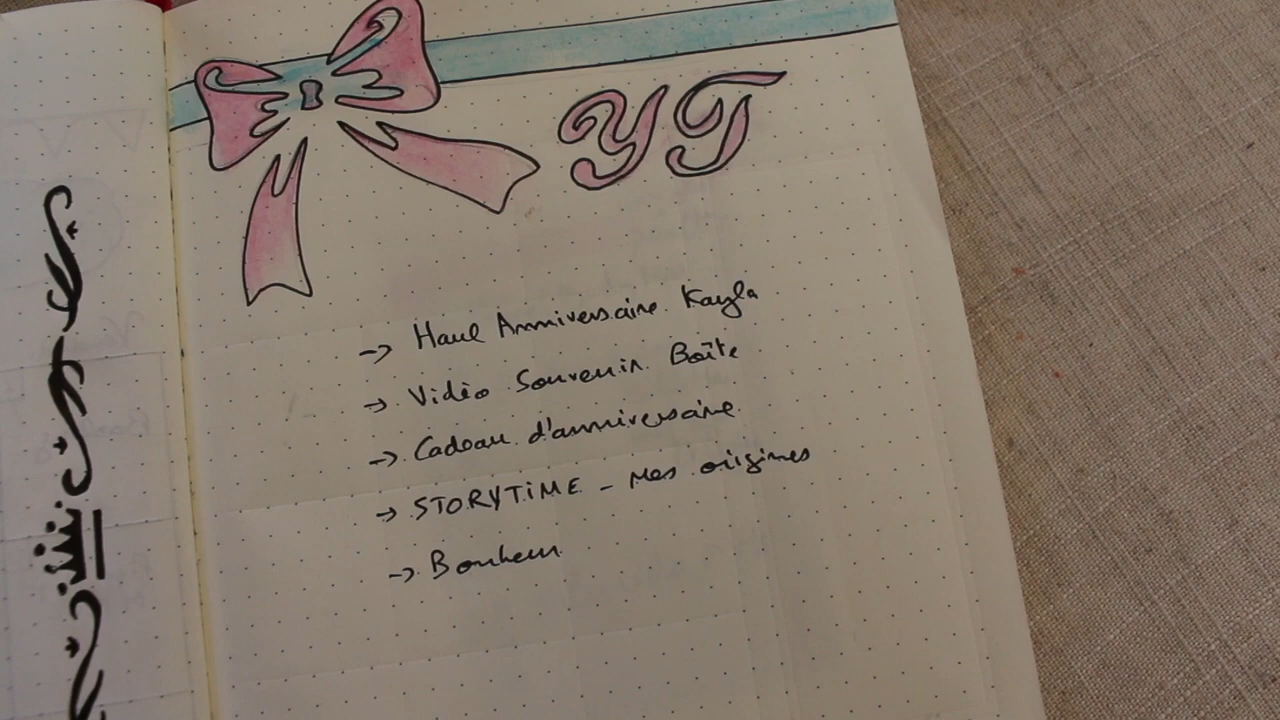 YT
-> Haul Anniversaire Kayla
-> Vidéo Souvenir Boîte
-> Cadeau d'anniversaire
-> STORYTiME - Mes origines
-> Bonheur